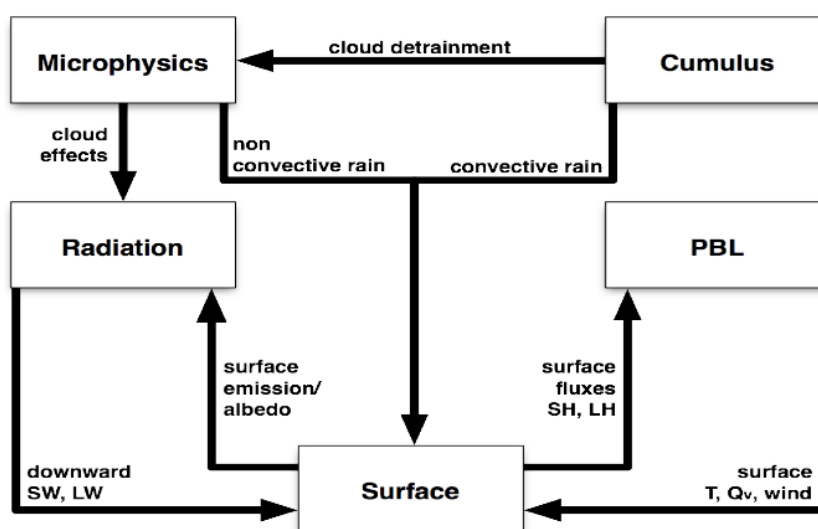 cloud detrainment
Microphysics
Cumulus
cloud
effects
non
convective rain
convective rain
Radiation
PBL
surface
emission/
albedo
surface
fluxes
SH, LH
downward
SW, LW
Surface
surface
T, Qv, wind